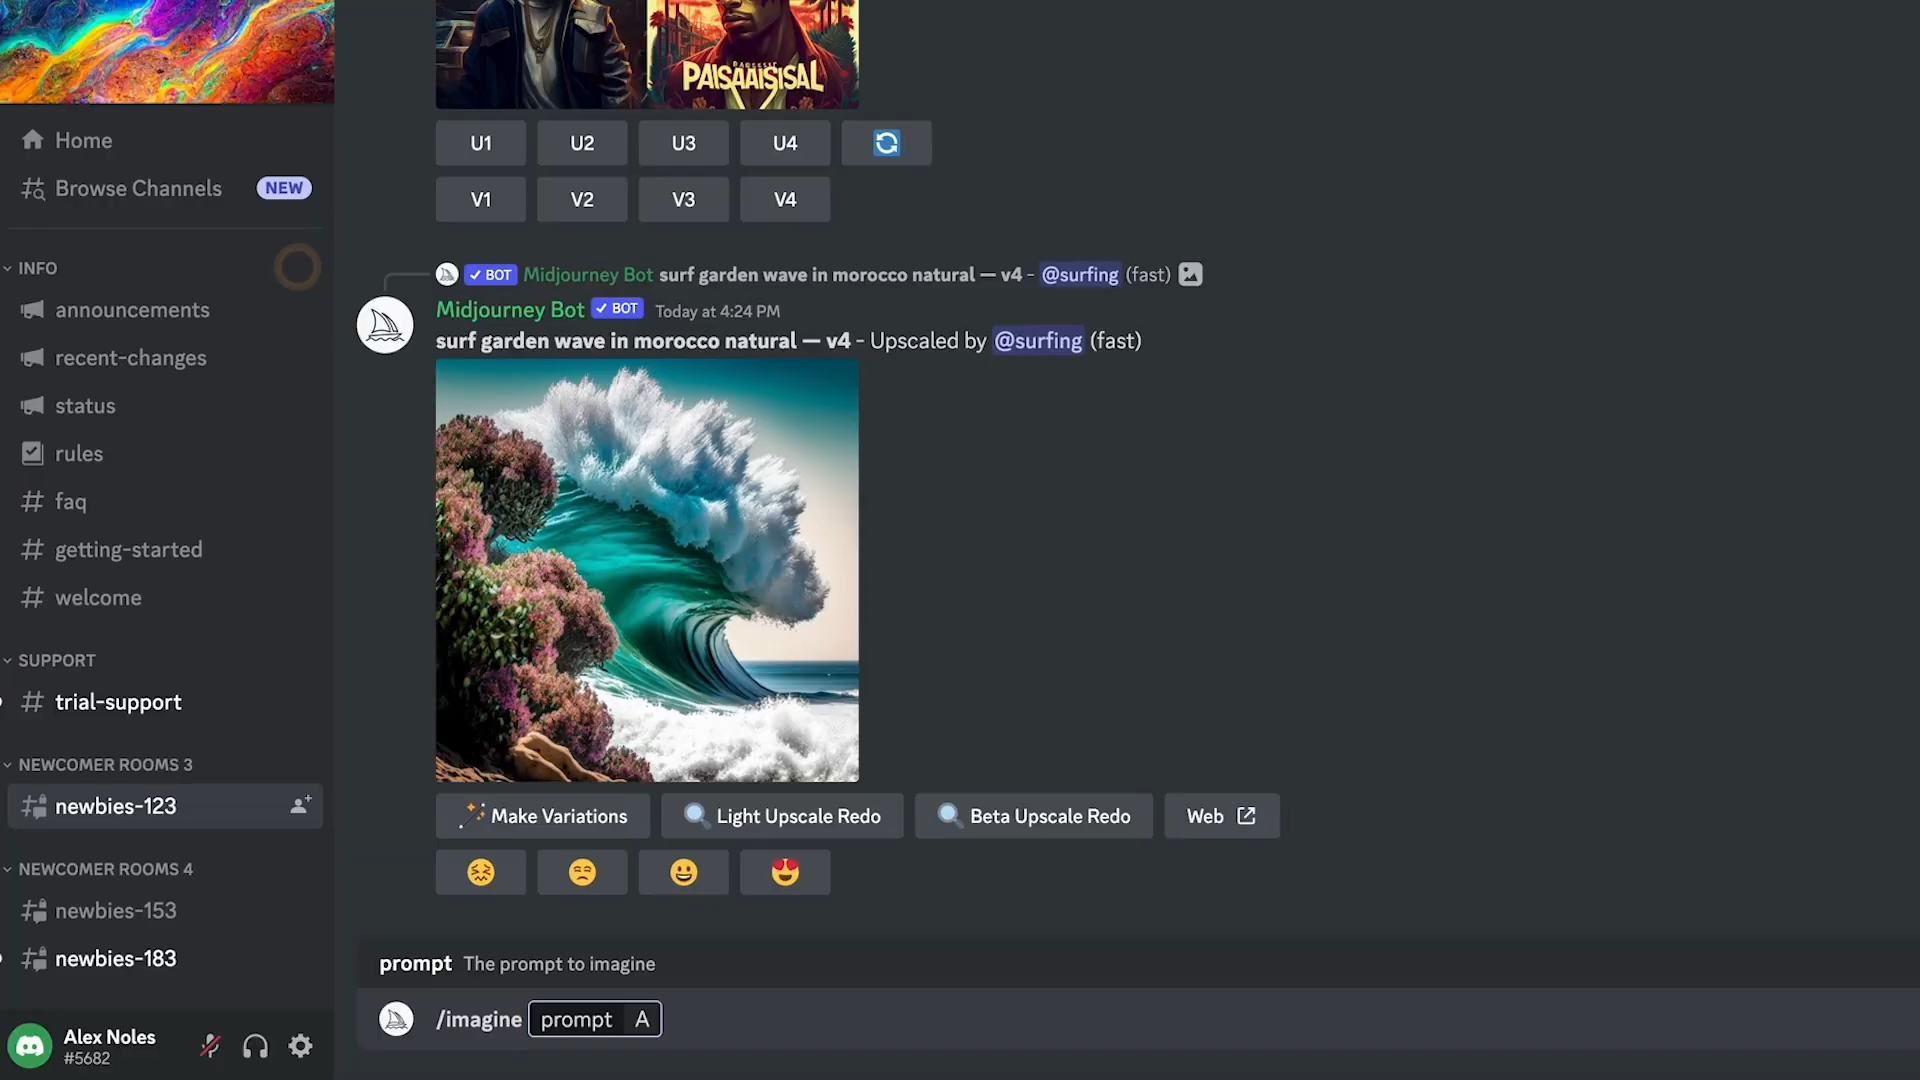 PAISAAISISAL
U1 U2 U3 U4
V1 V2 V3 V4
Home
Browse Channels NEW
INFO
announcements
recent-changes
status
rules
faq
getting-started
welcome
SUPPORT
trial-support
NEWCOMER ROOMS 3
newbies-123
NEWCOMER ROOMS 4
newbies-153
newbies-183
Alex Noles
#5682
✓ BOT Midjourney Bot surf garden wave in morocco natural — v4 - @surfing (fast)
Midjourney Bot ✓ BOT Today at 4:24 PM
surf garden wave in morocco natural — v4 - Upscaled by @surfing (fast)
Make Variations Light Upscale Redo Beta Upscale Redo Web
prompt The prompt to imagine
/imagine prompt A